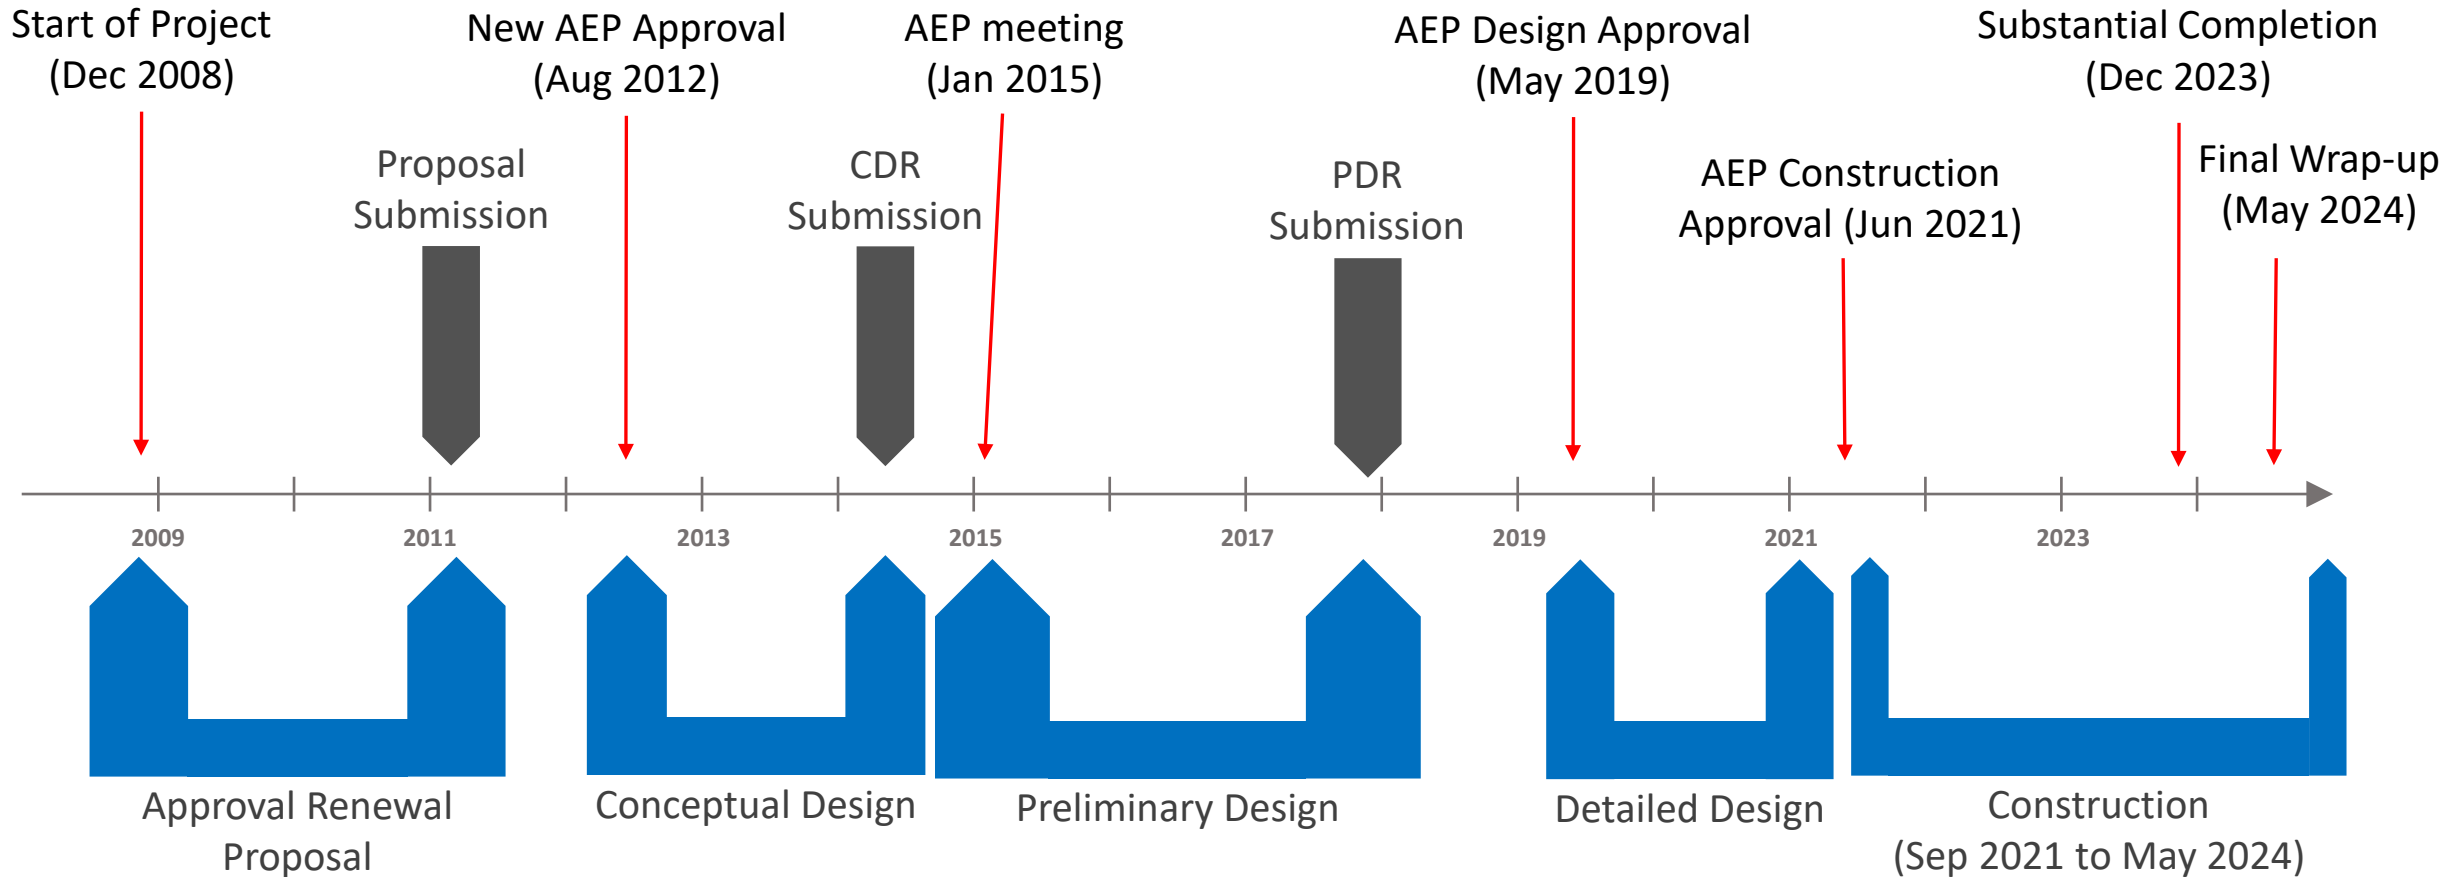 Start of Project
(Dec 2008)
New AEP Approval
(Aug 2012)
AEP meeting
(Jan 2015)
AEP Design Approval
(May 2019)
Substantial Completion
(Dec 2023)
Proposal
Submission
CDR
Submission
PDR
Submission
AEP Construction
Approval (Jun 2021)
Final Wrap-up
(May 2024)
2009
2011
2013
2015
2017
2019
2021
2023
Approval Renewal
Proposal
Conceptual Design
Preliminary Design
Detailed Design
Construction
(Sep 2021 to May 2024)